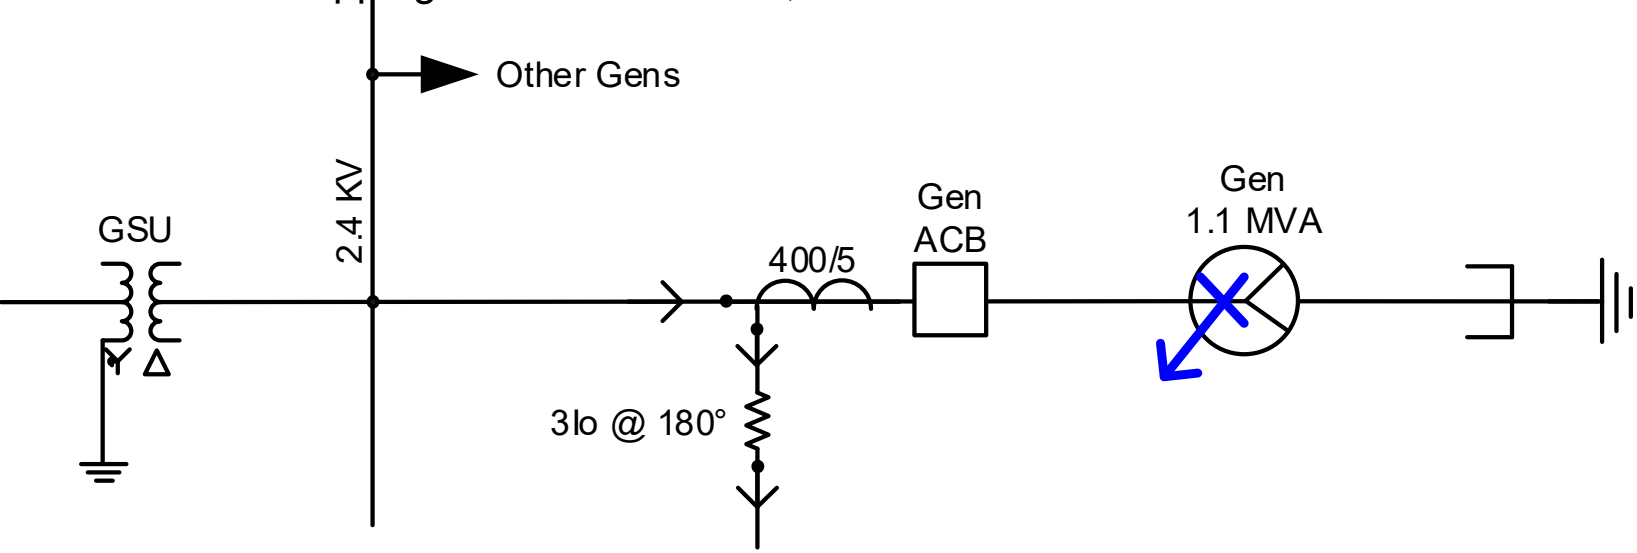 Other Gens
2.4 KV
GSU
Gen
ACB
Gen
1.1 MVA
400/5
3Io @ 180°